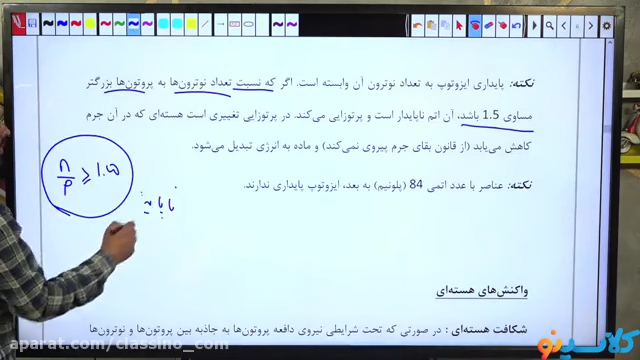 نکته: پایداری ایزوتوپ به تعداد نوترون آن وابسته است. اگر که نسبت تعداد نوترون‌ها به پروتون‌ها بزرگتر
مساوی 1.5 باشد، آن اتم ناپایدار است و پرتوزایی می‌کند. در پرتوزایی تغییری است هسته‌ای که در آن جرم
کاهش می‌یابد (از قانون بقای جرم پیروی نمی‌کند) و ماده به انرژی تبدیل می‌شود.
n/p ≥ 1.5
نکته: عناصر با عدد اتمی 84 (پلونیم) به بعد، ایزوتوپ پایداری ندارند.
واکنش‌های هسته‌ای
شکافت هسته‌ای : در صورتی که تحت شرایطی نیروی دافعه پروتون‌ها به جاذبه بین پروتون‌ها و نوترون‌ها
aparat.com/classino_com
کلاسینو